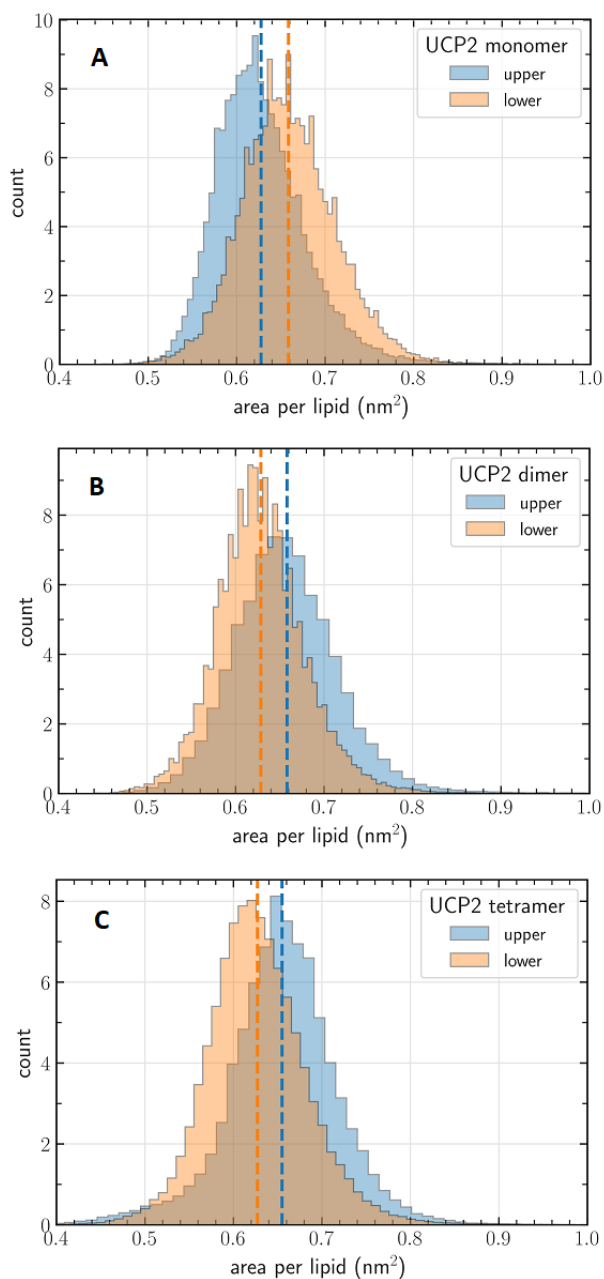 A
UCP2 monomer
upper
lower
10
8
6
4
2
0
count
0.4 0.5 0.6 0.7 0.8 0.9 1.0
area per lipid (nm²)
B
UCP2 dimer
upper
lower
8
6
4
2
0
count
0.4 0.5 0.6 0.7 0.8 0.9 1.0
area per lipid (nm²)
C
UCP2 tetramer
upper
lower
8
6
4
2
0
count
0.4 0.5 0.6 0.7 0.8 0.9 1.0
area per lipid (nm²)